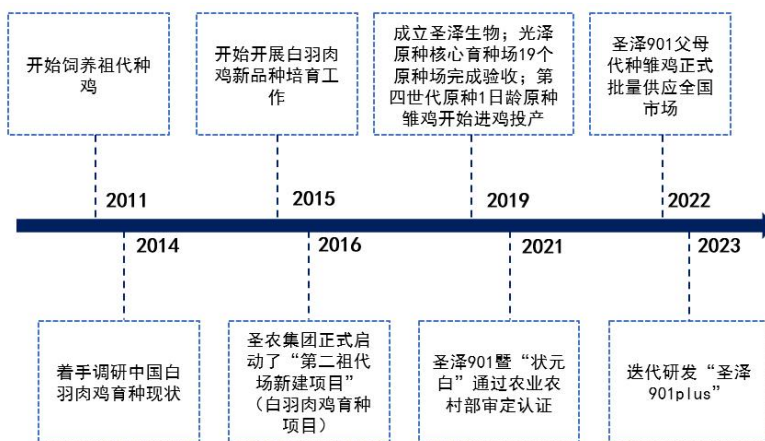 开始饲养祖代种
鸡
开始开展白羽肉
鸡新品种培育工
作
成立圣泽生物；光泽
原种核心育种场19个
原种场完成验收；第
四世代原种1日龄原种
雏鸡开始进鸡投产
圣泽901父母
代种雏鸡正式
批量供应全国
市场
2011
2015
2019
2022
2014
2016
2021
2023
着手调研中国白
羽肉鸡育种现状
圣农集团正式启
动了“第二祖代
场新建项目”
（白羽肉鸡育种
项目）
圣泽901暨“状元
白”通过农业农
村部审定认证
迭代研发“圣泽
901plus”